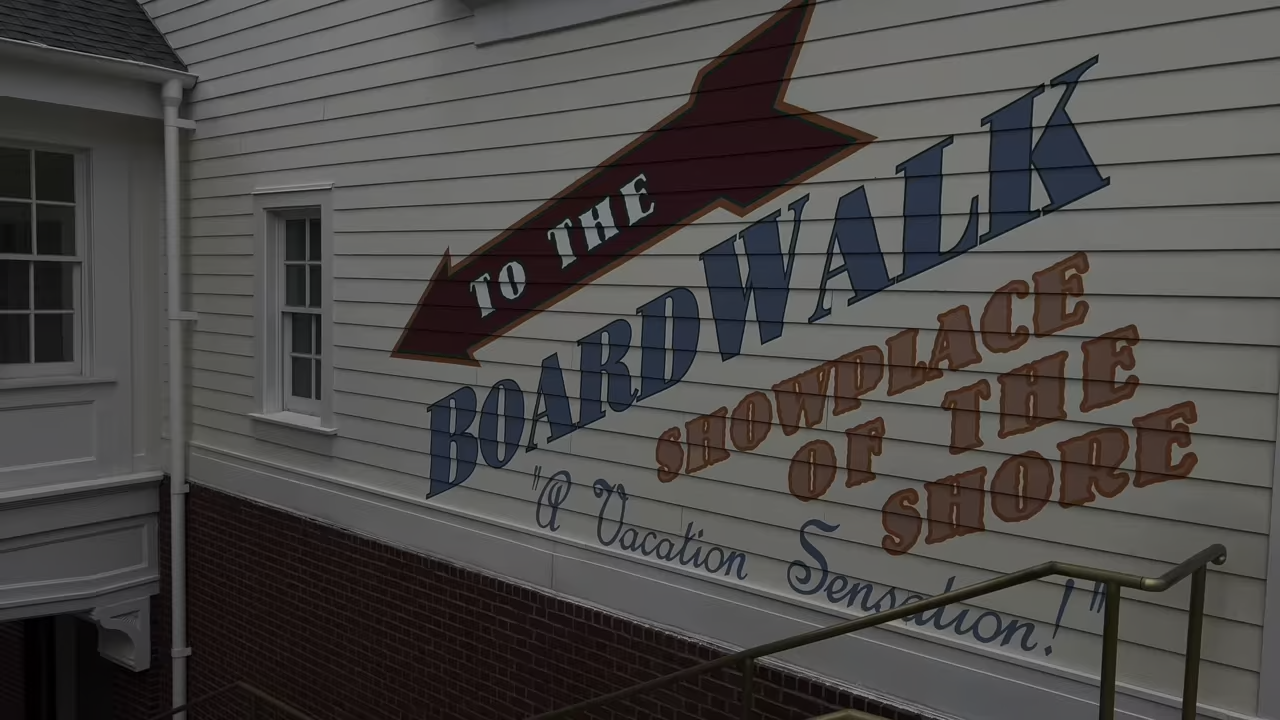 TO THE
BOARDWALK
SHOWPLACE
OF THE
SHORE
"A Vacation Sensation!"